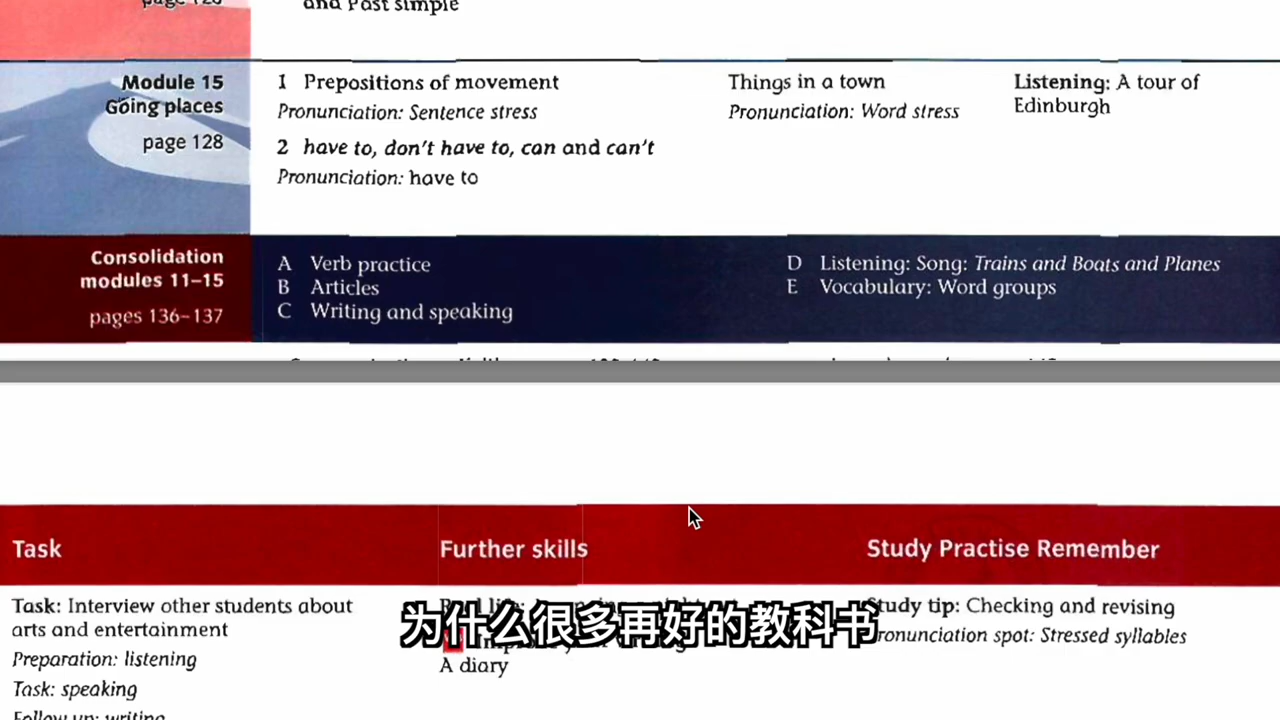 and Past simple
Module 15
Going places
page 128
1 Prepositions of movement
Pronunciation: Sentence stress
2 have to, don't have to, can and can't
Pronunciation: have to
Things in a town
Pronunciation: Word stress
Listening: A tour of
Edinburgh
Consolidation
modules 11–15
pages 136–137
A Verb practice
B Articles
C Writing and speaking
D Listening: Song: Trains and Boats and Planes
E Vocabulary: Word groups
Task
Further skills
Study Practise Remember
Task: Interview other students about
arts and entertainment
Preparation: listening
Task: speaking
Follow up: writing
A diary
Study tip: Checking and revising
Pronunciation spot: Stressed syllables
为什么很多再好的教科书